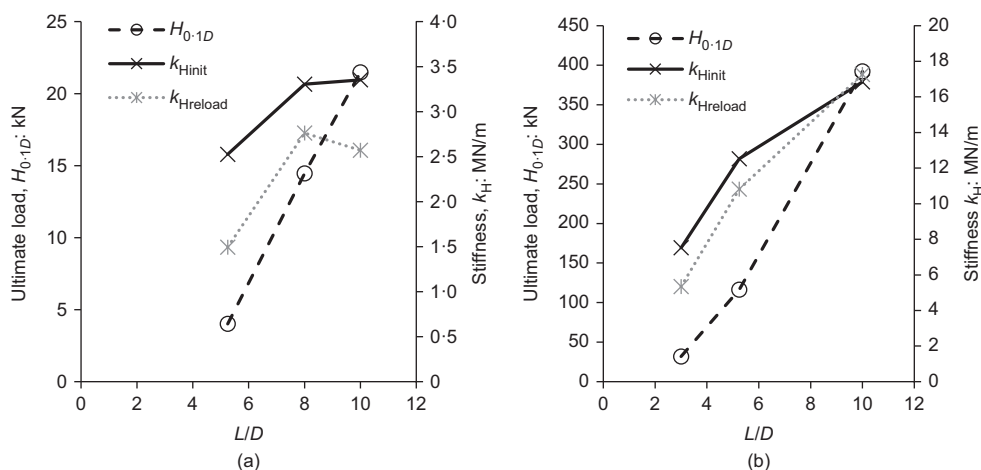 25
20
15
10
5
0
Ultimate load, H0·1D: kN
H0·1D
kHinit
kHreload
4·0
3·5
3·0
2·5
2·0
1·5
1·0
0·5
0
Stiffness, kH: MN/m
0 2 4 6 8 10 12
L/D
(a)
450
400
350
300
250
200
150
100
50
0
Ultimate load, H0·1D: kN
H0·1D
kHinit
kHreload
20
18
16
14
12
10
8
6
4
2
0
Stiffness kH: MN/m
0 2 4 6 8 10 12
L/D
(b)